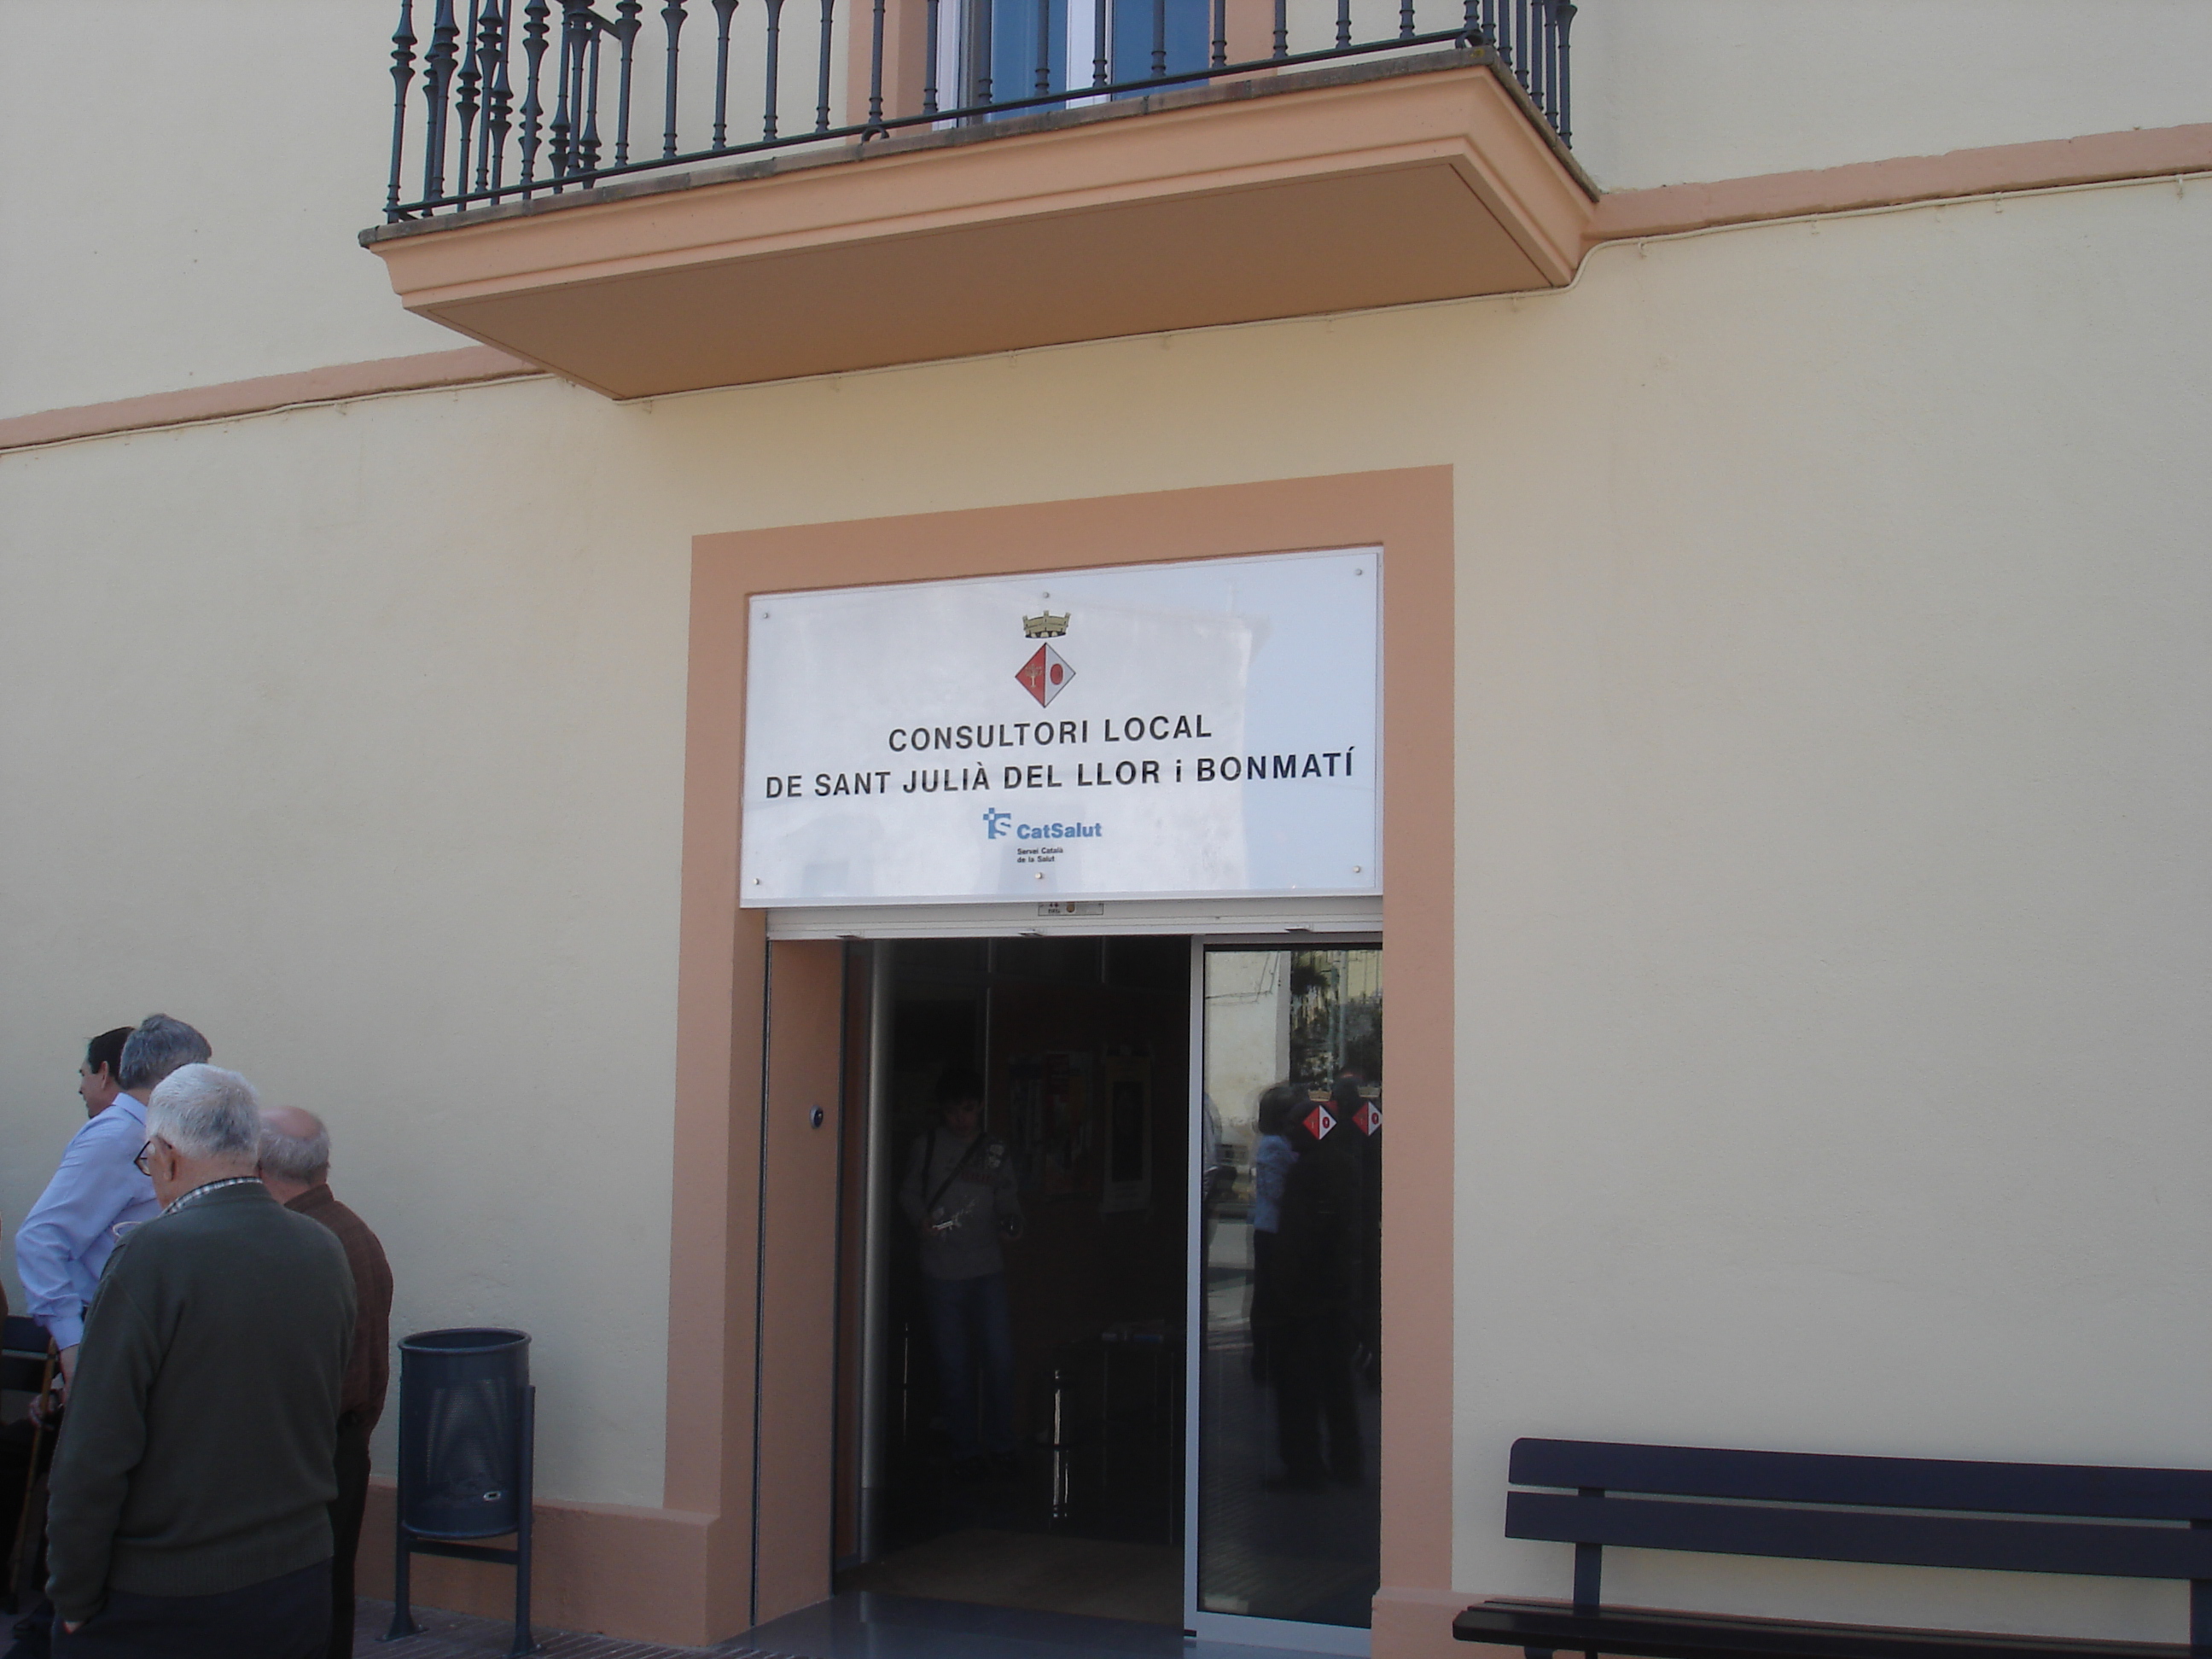 CONSULTORI LOCAL
DE SANT JULIÀ DEL LLOR i BONMATÍ
CatSalut
Servei Català
de la Salut